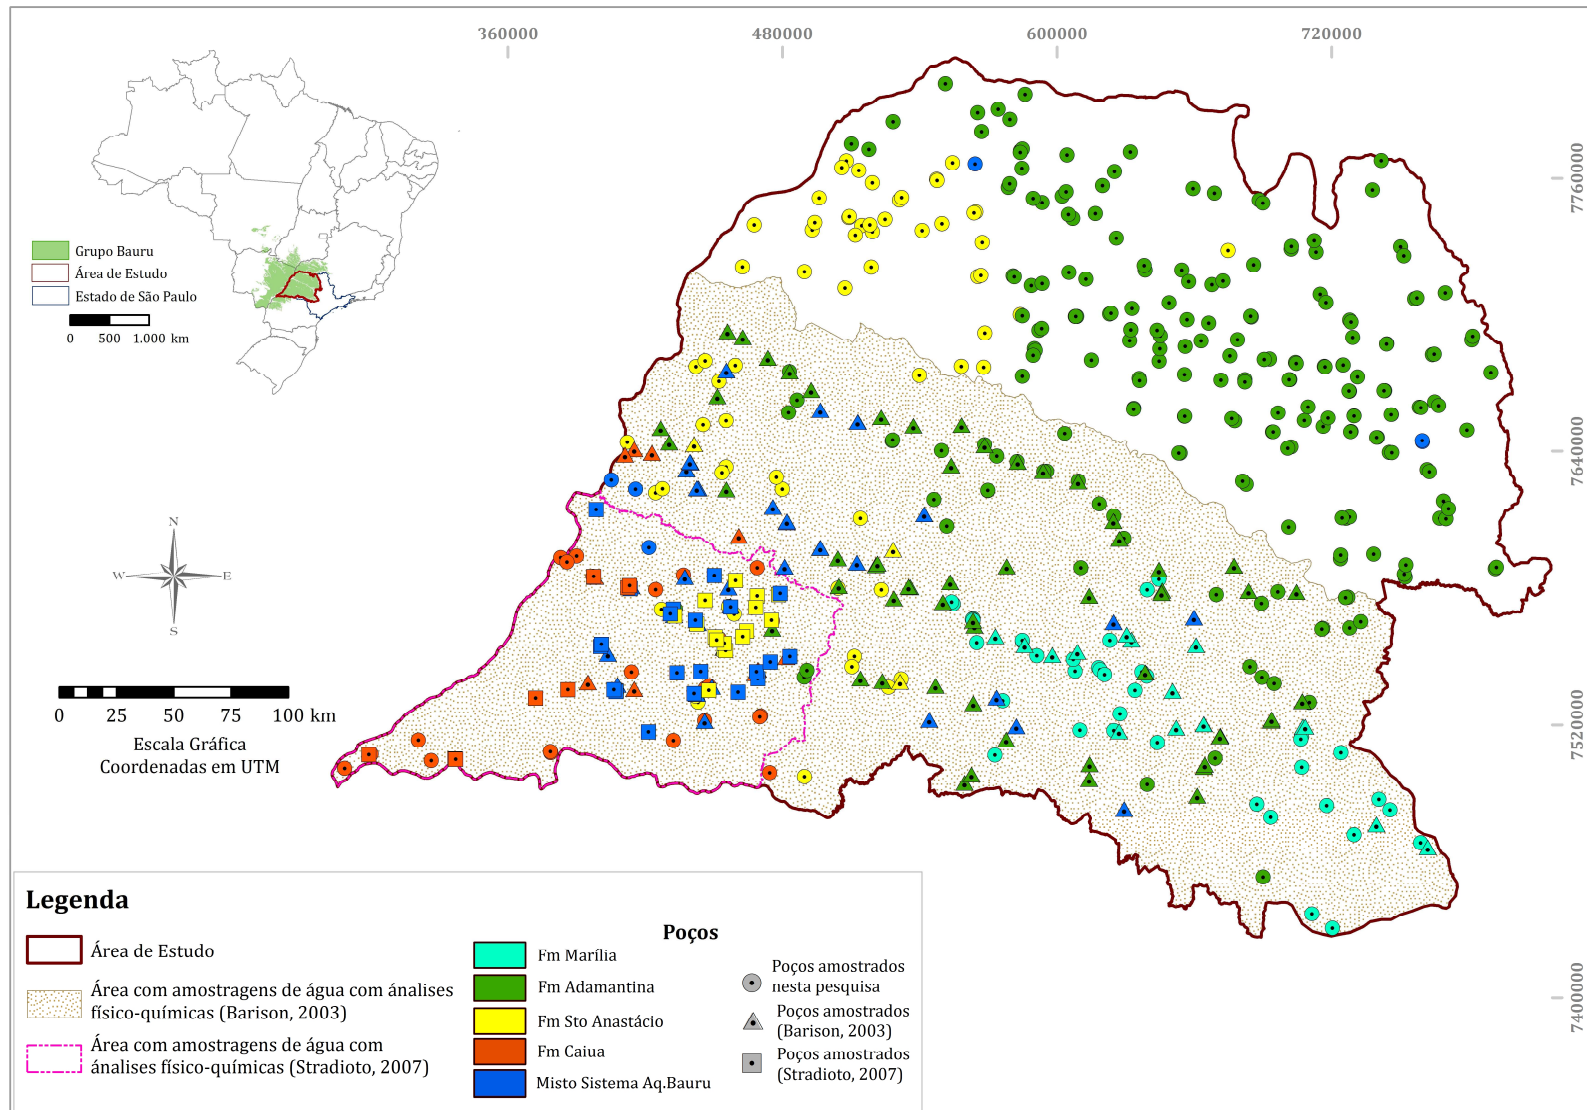 360000
480000
600000
720000
7760000
7640000
7520000
7400000
Grupo Bauru
Área de Estudo
Estado de São Paulo
0 500 1.000 km
N
W
E
S
0 25 50 75 100 km
Escala Gráfica
Coordenadas em UTM
Legenda
Área de Estudo
Área com amostragens de água com ánalises
físico-químicas (Barison, 2003)
Área com amostragens de água com
ánalises físico-químicas (Stradioto, 2007)
Poços
Fm Marília
Fm Adamantina
Fm Sto Anastácio
Fm Caiua
Misto Sistema Aq.Bauru
Poços amostrados
nesta pesquisa
Poços amostrados
(Barison, 2003)
Poços amostrados
(Stradioto, 2007)